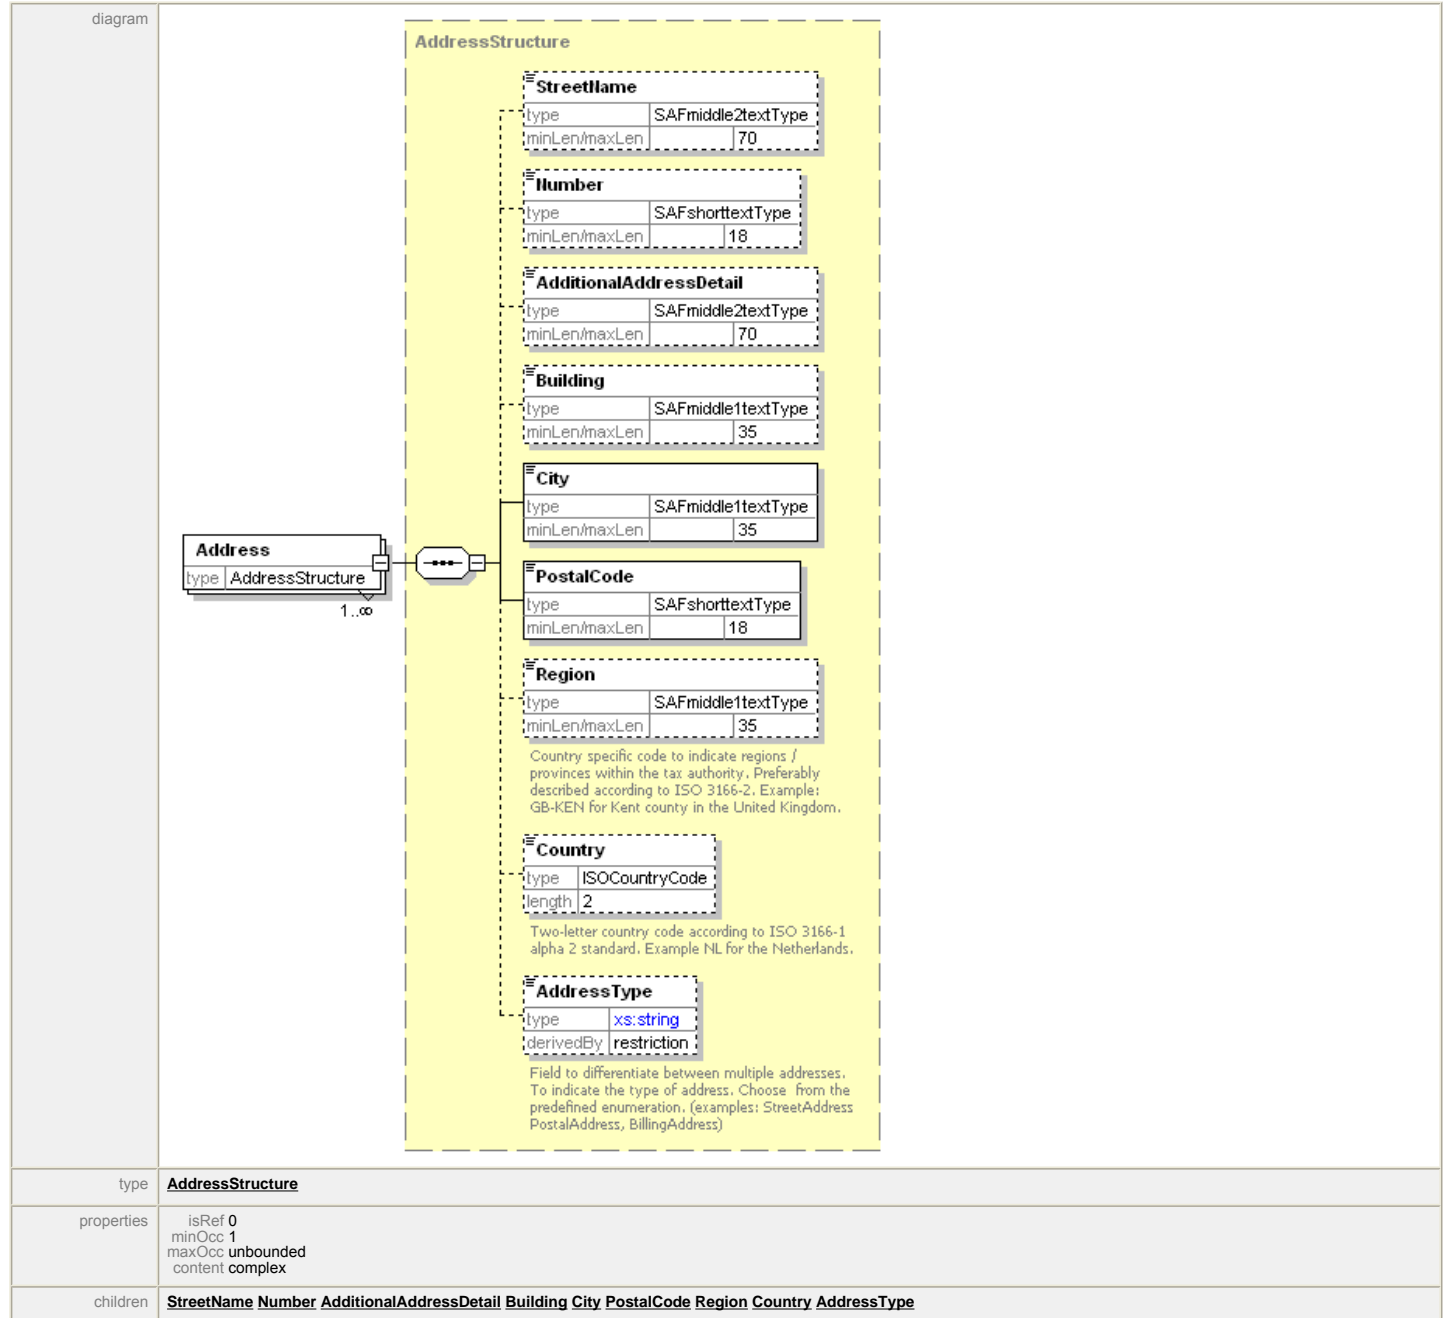 diagram
AddressStructure
StreetName
type SAFmiddle2textType
minLen/maxLen 70
Number
type SAFshorttextType
minLen/maxLen 18
AdditionalAddressDetail
type SAFmiddle2textType
minLen/maxLen 70
Building
type SAFmiddle1textType
minLen/maxLen 35
City
type SAFmiddle1textType
minLen/maxLen 35
Address
type AddressStructure
1..∞
PostalCode
type SAFshorttextType
minLen/maxLen 18
Region
type SAFmiddle1textType
minLen/maxLen 35
Country specific code to indicate regions /
provinces within the tax authority. Preferably
described according to ISO 3166-2. Example:
GB-KEN for Kent county in the United Kingdom.
Country
type ISOCountryCode
length 2
Two-letter country code according to ISO 3166-1
alpha 2 standard. Example NL for the Netherlands.
AddressType
type xs:string
derivedBy restriction
Field to differentiate between multiple addresses.
To indicate the type of address. Choose  from the
predefined enumeration. (examples: StreetAddress
PostalAddress, BillingAddress)
type AddressStructure
properties isRef 0
minOcc 1
maxOcc unbounded
content complex
children StreetName Number AdditionalAddressDetail Building City PostalCode Region Country AddressType